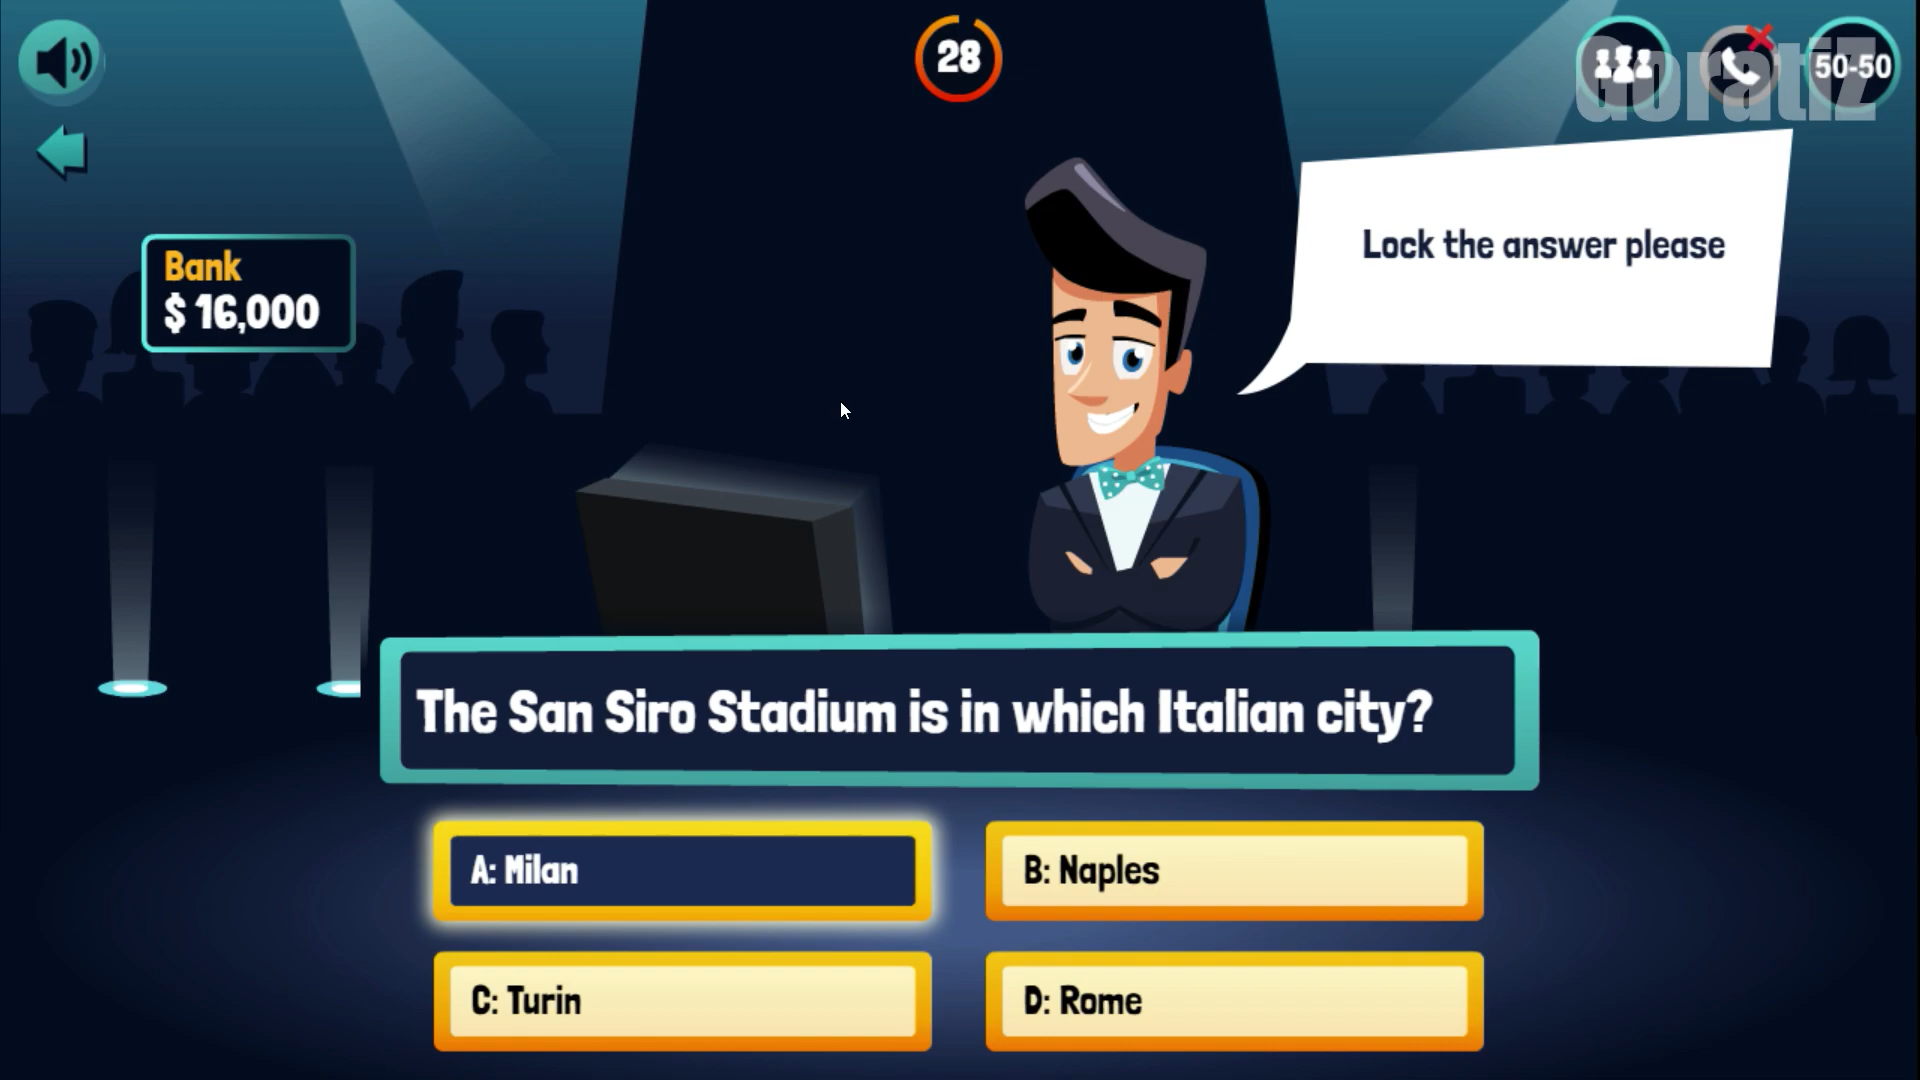 28
GoratiZ
50-50
Lock the answer please
Bank
$ 16,000
The San Siro Stadium is in which Italian city?
A: Milan
B: Naples
C: Turin
D: Rome